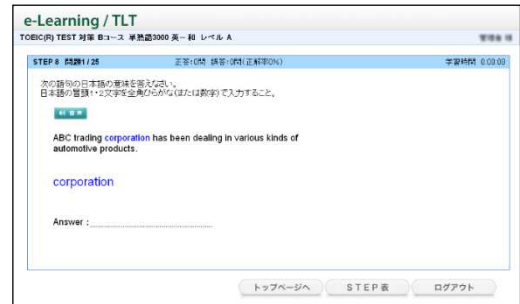 e-Learning / TLT
TOEIC(R) TEST 対策 Bコース 単熟語3000 英−和 レベル A
管理者 様
STEP 8 問題1 / 25 正答:0問 誤答:0問(正解率0%) 学習時間 0:00:00
次の語句の日本語の意味を答えなさい。
日本語の冒頭1・2文字を全角ひらがな(または数字)で入力すること。
音声
ABC trading corporation has been dealing in various kinds of
automotive products.
corporation
Answer :
トップページへ STEP表 ログアウト